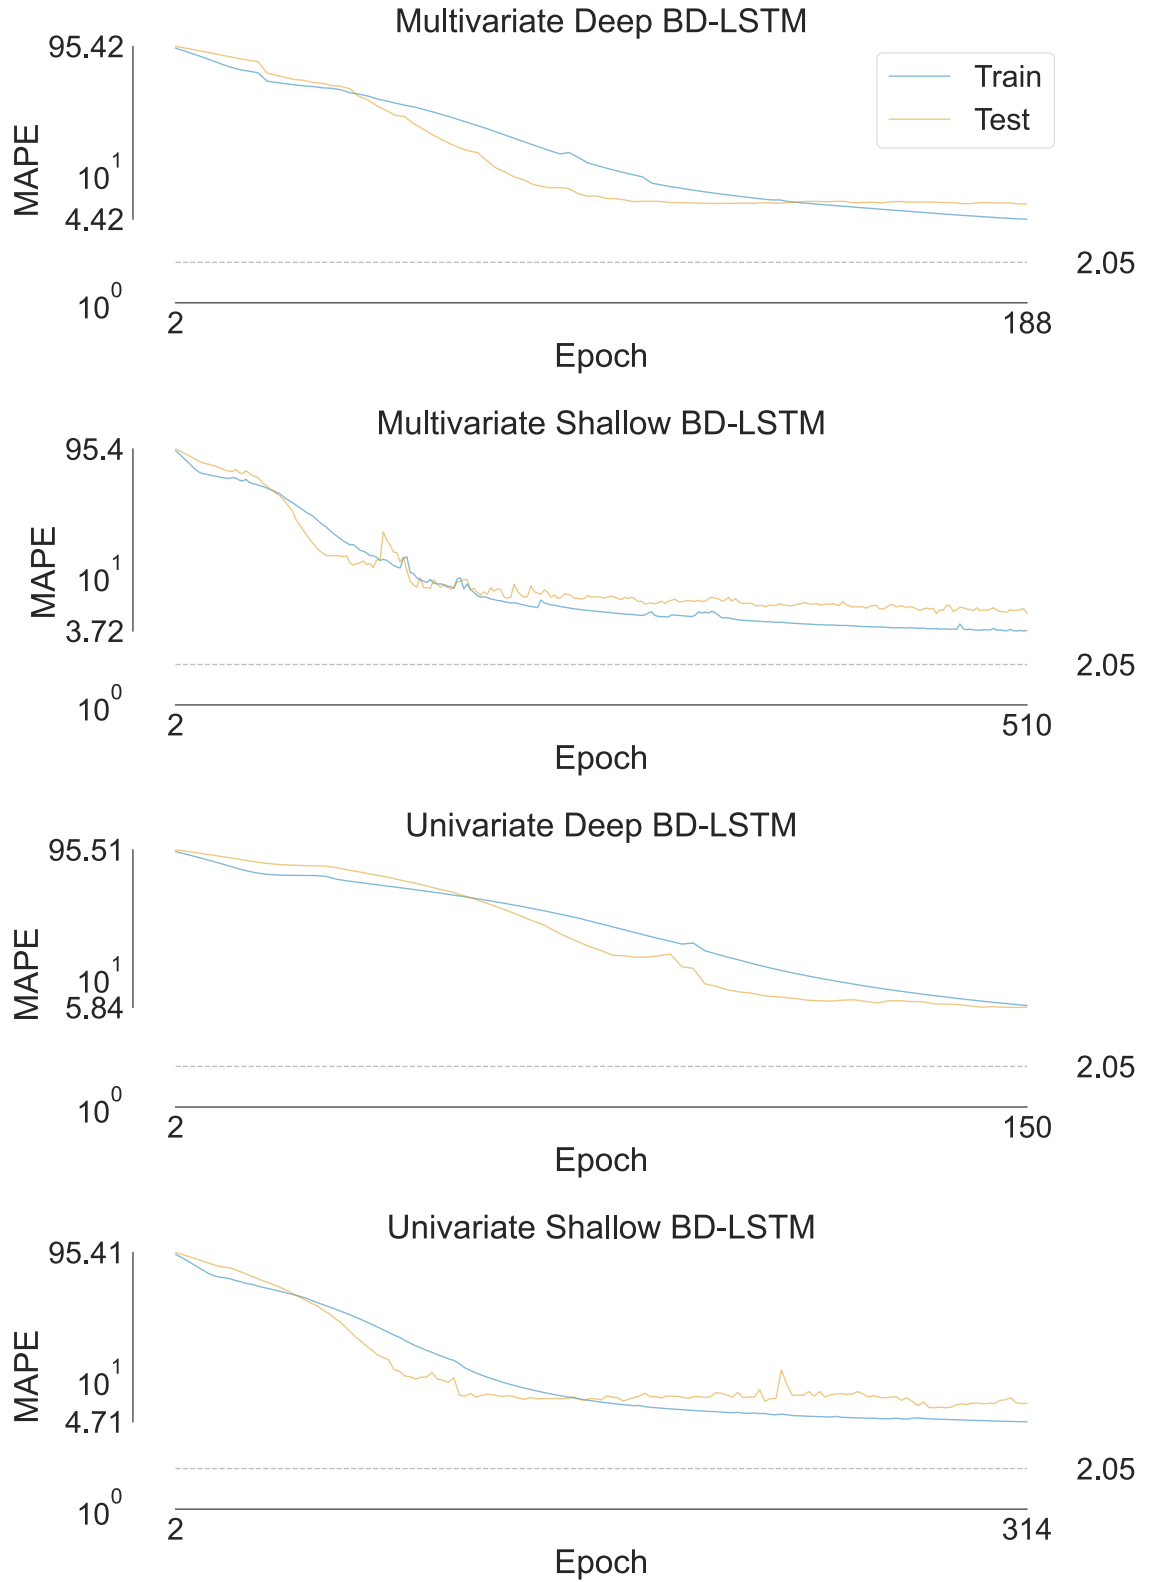 Multivariate Deep BD-LSTM
95.42
Train
Test
MAPE
10^1
4.42
2.05
10^0
2
188
Epoch
Multivariate Shallow BD-LSTM
95.4
MAPE
10^1
3.72
2.05
10^0
2
510
Epoch
Univariate Deep BD-LSTM
95.51
MAPE
10^1
5.84
2.05
10^0
2
150
Epoch
Univariate Shallow BD-LSTM
95.41
MAPE
10^1
4.71
2.05
10^0
2
314
Epoch